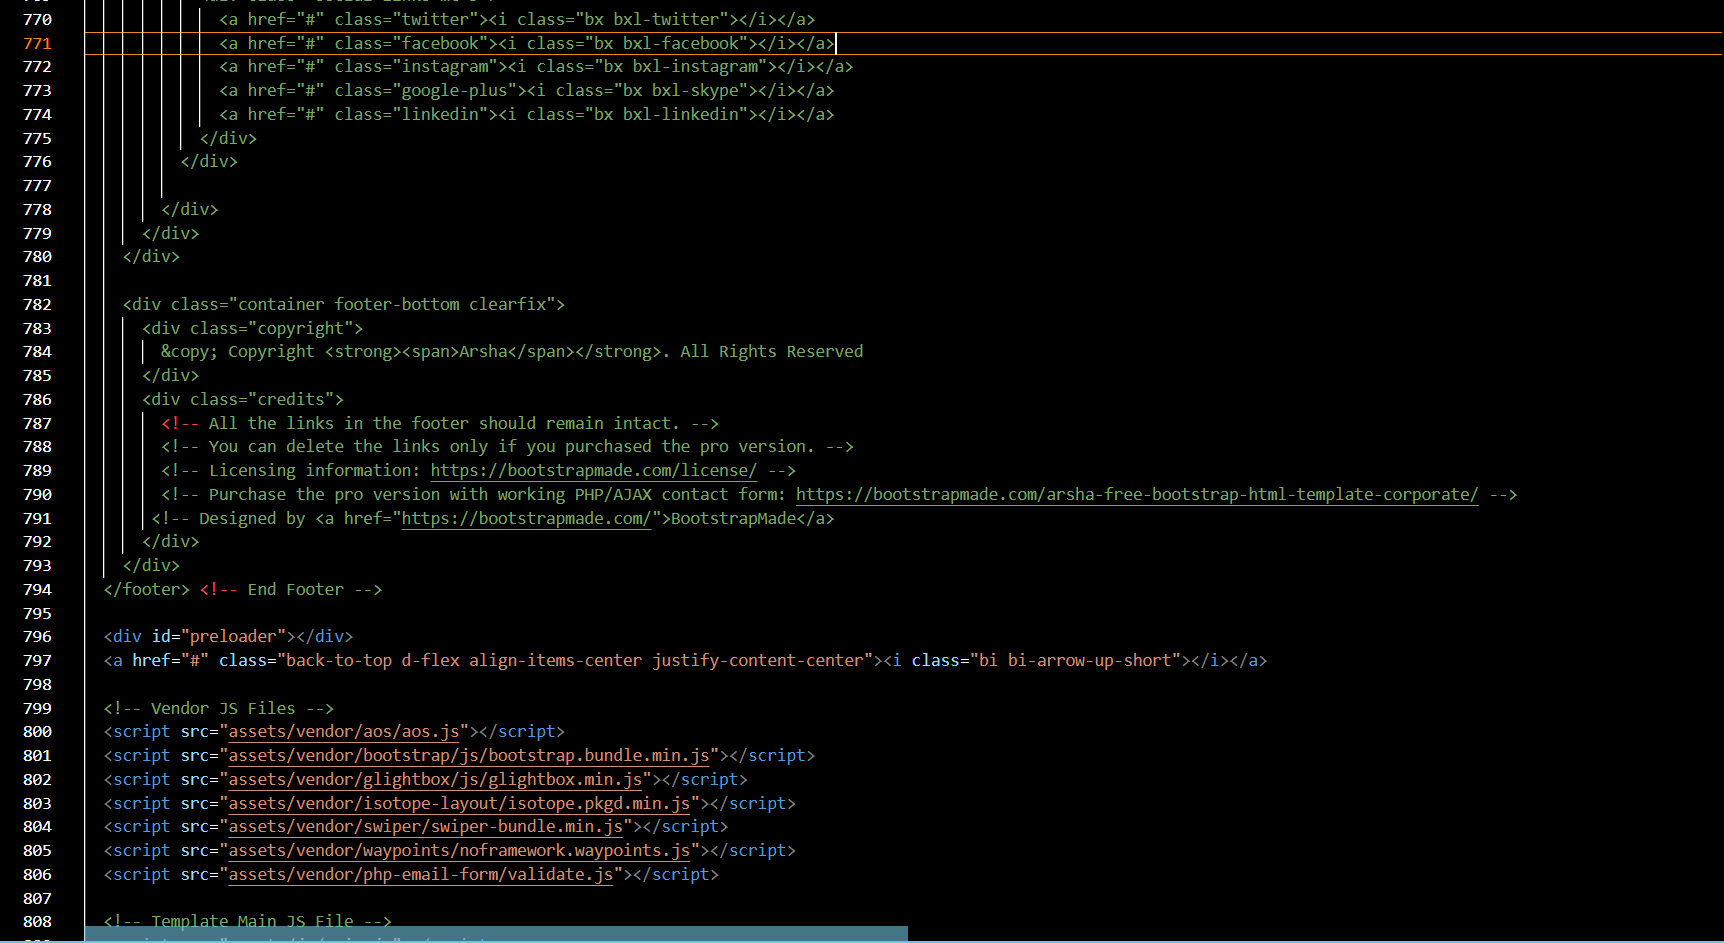 770 <a href="#" class="twitter"><i class="bx bxl-twitter"></i></a>
771 <a href="#" class="facebook"><i class="bx bxl-facebook"></i></a>
772 <a href="#" class="instagram"><i class="bx bxl-instagram"></i></a>
773 <a href="#" class="google-plus"><i class="bx bxl-skype"></i></a>
774 <a href="#" class="linkedin"><i class="bx bxl-linkedin"></i></a>
775 </div>
776 </div>
777
778 </div>
779 </div>
780 </div>
781
782 <div class="container footer-bottom clearfix">
783 <div class="copyright">
784 &copy; Copyright <strong><span>Arsha</span></strong>. All Rights Reserved
785 </div>
786 <div class="credits">
787 <!-- All the links in the footer should remain intact. -->
788 <!-- You can delete the links only if you purchased the pro version. -->
789 <!-- Licensing information: https://bootstrapmade.com/license/ -->
790 <!-- Purchase the pro version with working PHP/AJAX contact form: https://bootstrapmade.com/arsha-free-bootstrap-html-template-corporate/ -->
791 <!-- Designed by <a href="https://bootstrapmade.com/">BootstrapMade</a>
792 </div>
793 </div>
794 </footer> <!-- End Footer -->
795
796 <div id="preloader"></div>
797 <a href="#" class="back-to-top d-flex align-items-center justify-content-center"><i class="bi bi-arrow-up-short"></i></a>
798
799 <!-- Vendor JS Files -->
800 <script src="assets/vendor/aos/aos.js"></script>
801 <script src="assets/vendor/bootstrap/js/bootstrap.bundle.min.js"></script>
802 <script src="assets/vendor/glightbox/js/glightbox.min.js"></script>
803 <script src="assets/vendor/isotope-layout/isotope.pkgd.min.js"></script>
804 <script src="assets/vendor/swiper/swiper-bundle.min.js"></script>
805 <script src="assets/vendor/waypoints/noframework.waypoints.js"></script>
806 <script src="assets/vendor/php-email-form/validate.js"></script>
807
808 <!-- Template Main JS File -->